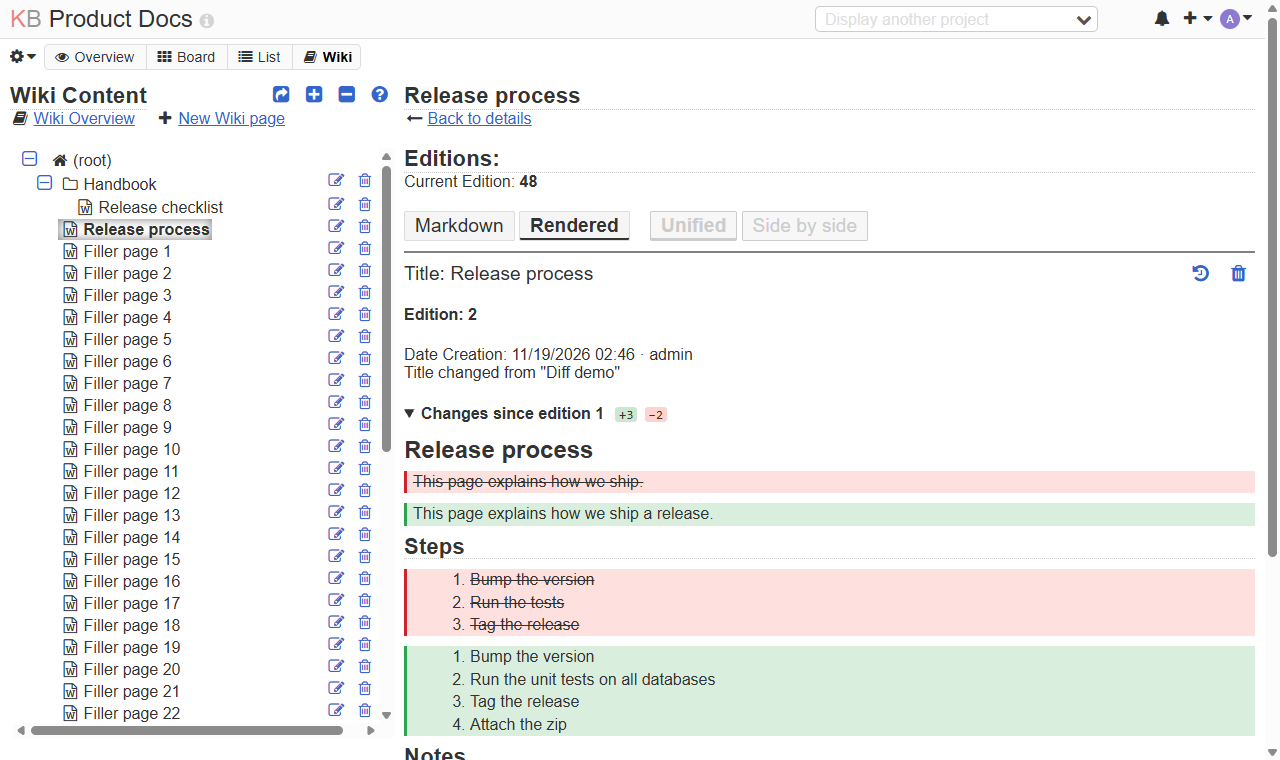 KB Product Docs
Display another project
A
Overview
Board
List
Wiki
Wiki Content
Wiki Overview
New Wiki page
(root)
Handbook
Release checklist
Release process
Filler page 1
Filler page 2
Filler page 3
Filler page 4
Filler page 5
Filler page 6
Filler page 7
Filler page 8
Filler page 9
Filler page 10
Filler page 11
Filler page 12
Filler page 13
Filler page 14
Filler page 15
Filler page 16
Filler page 17
Filler page 18
Filler page 19
Filler page 20
Filler page 21
Filler page 22
Release process
Back to details
Editions:
Current Edition: 48
Markdown
Rendered
Unified
Side by side
Title: Release process
Edition: 2
Date Creation: 11/19/2026 02:46 · admin
Title changed from "Diff demo"
Changes since edition 1 +3 −2
Release process
This page explains how we ship.
This page explains how we ship a release.
Steps
1. Bump the version
2. Run the tests
3. Tag the release
1. Bump the version
2. Run the unit tests on all databases
3. Tag the release
4. Attach the zip
Notes